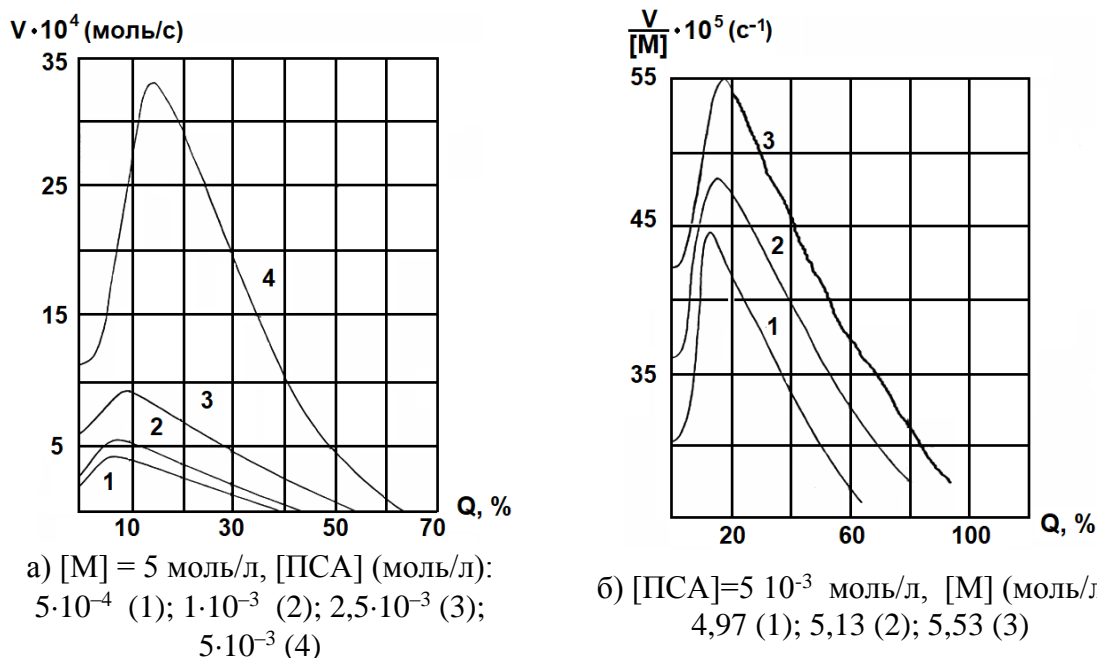 V·10⁴ (моль/с)
35
25
15
5
4
3
2
1
10 30 50 70
Q, %
а) [М] = 5 моль/л, [ПСА] (моль/л):
5·10⁻⁴ (1); 1·10⁻³ (2); 2,5·10⁻³ (3);
5·10⁻³ (4)
V
[M] ·10⁵ (с⁻¹)
55
45
35
3
2
1
20 60 100
Q, %
б) [ПСА]=5 10⁻³ моль/л, [М] (моль/л
4,97 (1); 5,13 (2); 5,53 (3)